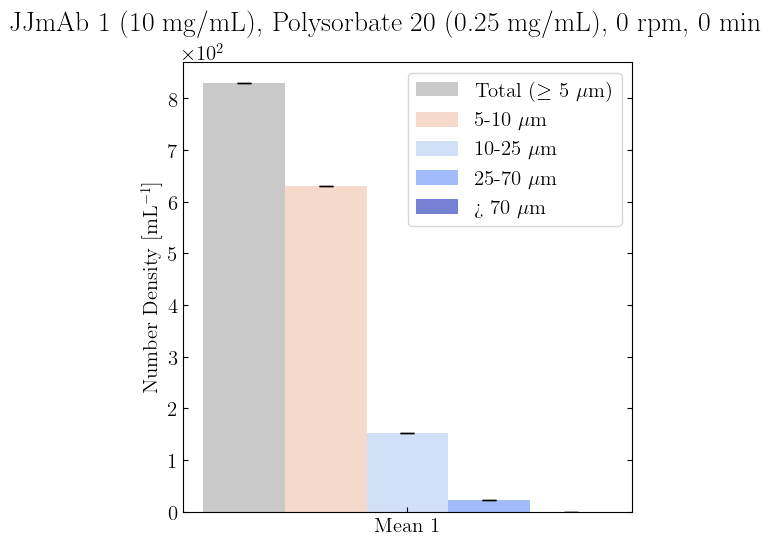 JJmAb 1 (10 mg/mL), Polysorbate 20 (0.25 mg/mL), 0 rpm, 0 min
×10²
Total (≥ 5 μm)
5-10 μm
10-25 μm
25-70 μm
¿ 70 μm
8
7
6
5
4
3
2
1
0
Number Density [mL⁻¹]
Mean 1